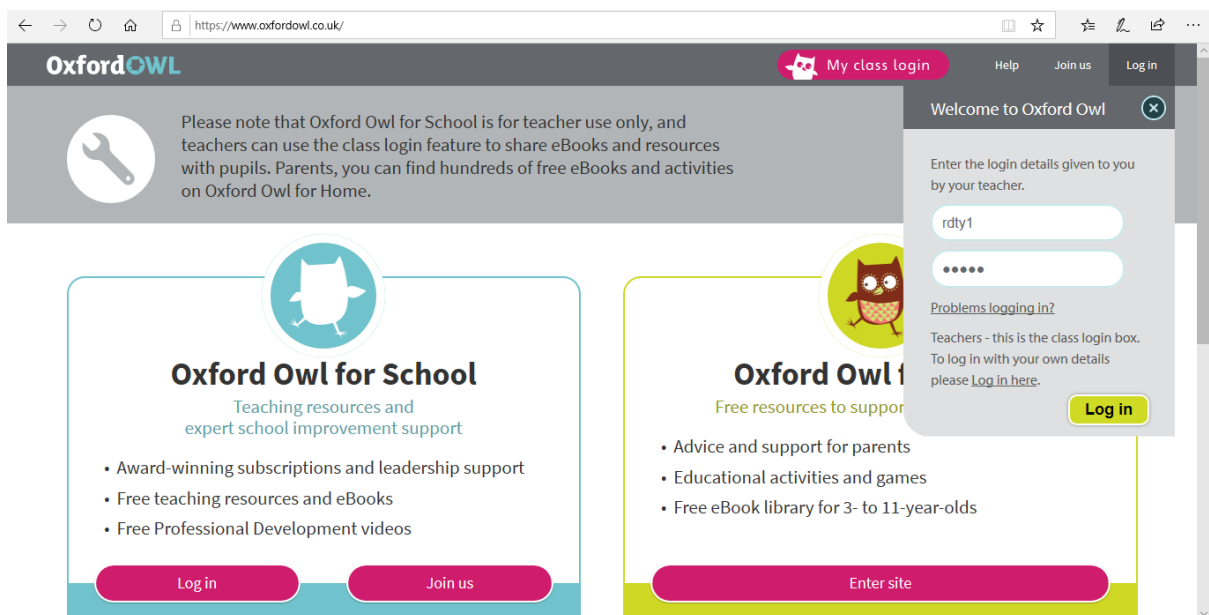 https://www.oxfordowl.co.uk/
OxfordOWL
My class login
Help
Join us
Log in
Please note that Oxford Owl for School is for teacher use only, and
teachers can use the class login feature to share eBooks and resources
with pupils. Parents, you can find hundreds of free eBooks and activities
on Oxford Owl for Home.
Welcome to Oxford Owl
Enter the login details given to you
by your teacher.
rdty1
Problems logging in?
Teachers - this is the class login box.
To log in with your own details
please Log in here.
Log in
Oxford Owl for School
Teaching resources and
expert school improvement support
• Award-winning subscriptions and leadership support
• Free teaching resources and eBooks
• Free Professional Development videos
Log in
Join us
Oxford Owl
Free resources to suppor
• Advice and support for parents
• Educational activities and games
• Free eBook library for 3- to 11-year-olds
Enter site